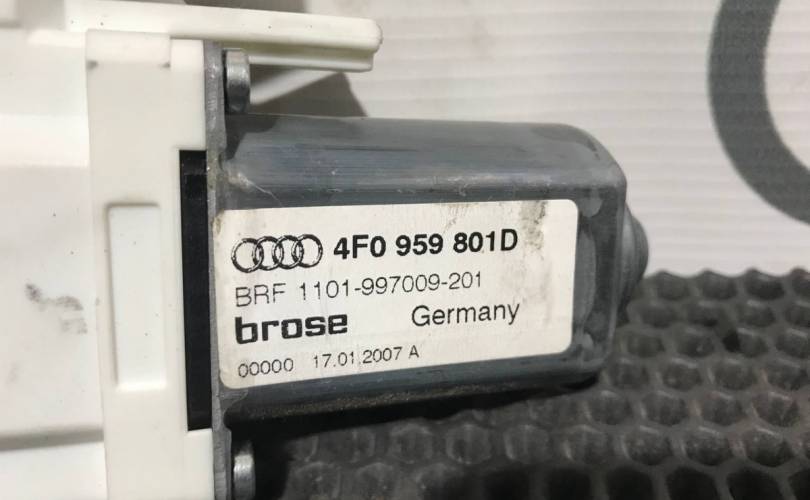 4F0 959 801D
BRF 1101-997009-201
brose Germany
00000 17.01.2007 A